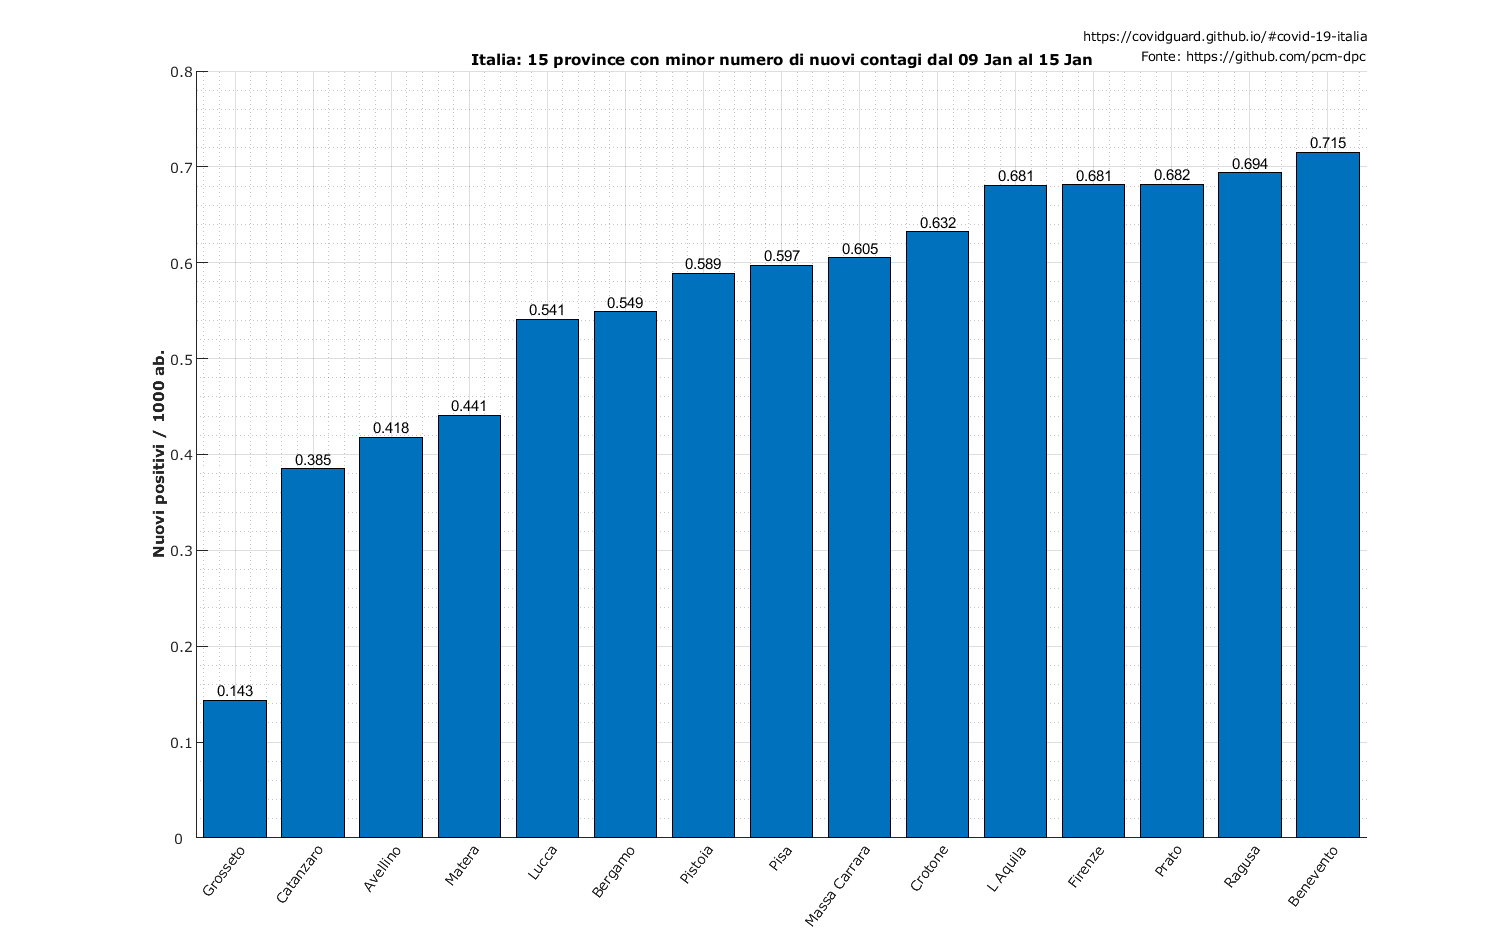 https://covidguard.github.io/#covid-19-italia
Fonte: https://github.com/pcm-dpc
Italia: 15 province con minor numero di nuovi contagi dal 09 Jan al 15 Jan
Nuovi positivi / 1000 ab.
0.8
0.7
0.6
0.5
0.4
0.3
0.2
0.1
0
0.143
0.385
0.418
0.441
0.541
0.549
0.589
0.597
0.605
0.632
0.681
0.681
0.682
0.694
0.715
Grosseto
Catanzaro
Avellino
Matera
Lucca
Bergamo
Pistoia
Pisa
Massa Carrara
Crotone
L Aquila
Firenze
Prato
Ragusa
Benevento